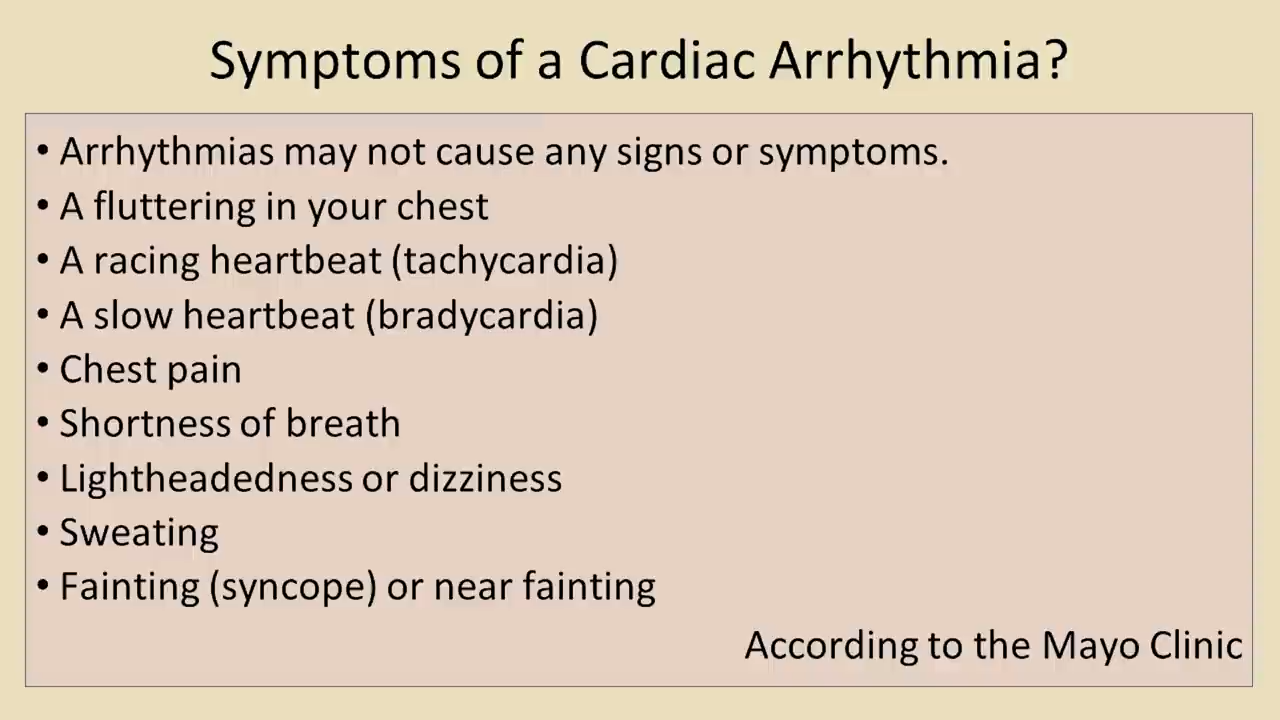 Symptoms of a Cardiac Arrhythmia?
• Arrhythmias may not cause any signs or symptoms.
• A fluttering in your chest
• A racing heartbeat (tachycardia)
• A slow heartbeat (bradycardia)
• Chest pain
• Shortness of breath
• Lightheadedness or dizziness
• Sweating
• Fainting (syncope) or near fainting
According to the Mayo Clinic